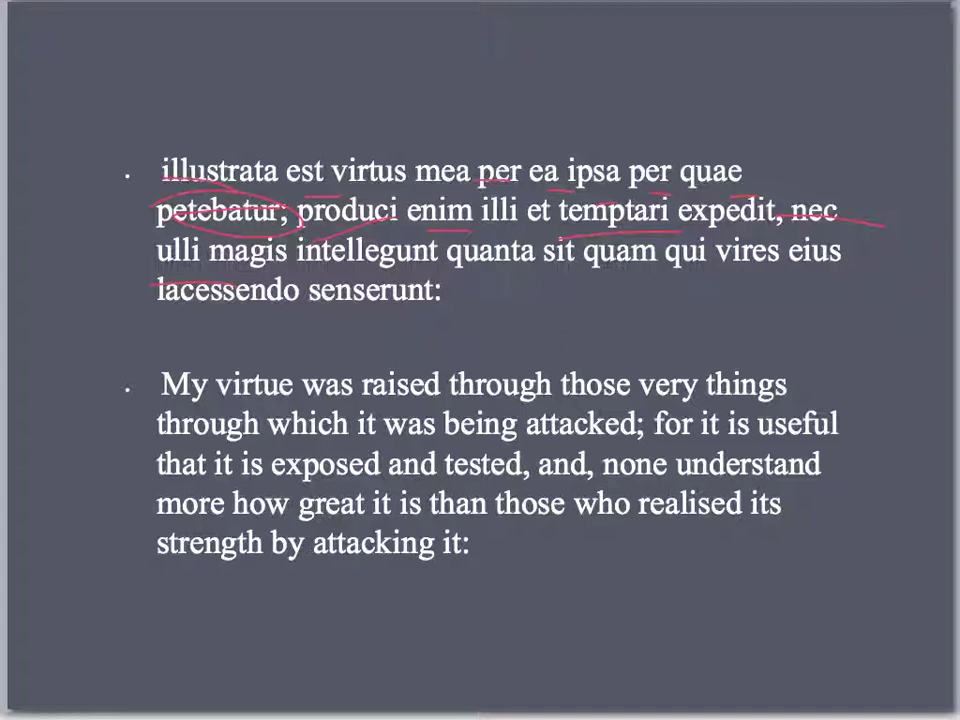 · illustrata est virtus mea per ea ipsa per quae
petebatur; produci enim illi et temptari expedit, nec
ulli magis intellegunt quanta sit quam qui vires eius
lacessendo senserunt:
· My virtue was raised through those very things
through which it was being attacked; for it is useful
that it is exposed and tested, and, none understand
more how great it is than those who realised its
strength by attacking it: